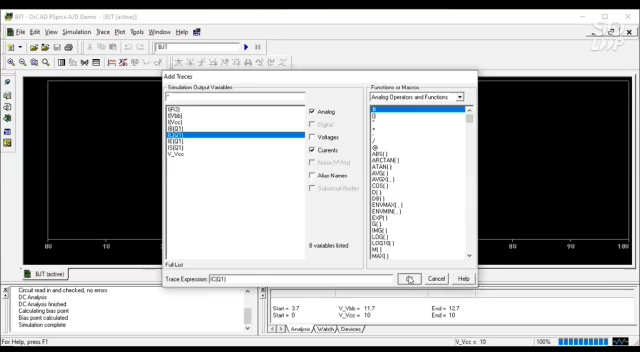 BJT - OrCAD PSpice A/D Demo - [BJT (active)]
File Edit View Simulation Trace Plot Tools Window Help
BJT
Add Traces
Simulation Output Variables
*
I(R2)
I(Vbb)
I(Vcc)
IB(Q1)
IC(Q1)
IE(Q1)
IS(Q1)
V_Vcc
Analog
Digital
Voltages
Currents
Noise (V²/Hz)
Alias Names
Subcircuit Nodes
8 variables listed
Full List
Functions or Macros
Analog Operators and Functions
#
()
*
+
-
/
@
ABS( )
ARCTAN( )
ATAN( )
AVG( )
AVGX( , )
COS( )
D( )
DB( )
ENVMAX( , )
ENVMIN( , )
EXP( )
G( )
IMG( )
LOG( )
LOG10( )
M( )
MAX( )
Trace Expression: IC(Q1)
Cancel
Help
0V 1V 9V 10V
BJT (active)
Circuit read in and checked, no errors
DC Analysis
DC Analysis finished
Calculating bias point
Bias point calculated
Simulation complete
Start = 3.7 V_Vbb = 11.7 End = 12.7
Start = 0 V_Vcc = 10 End = 10
Analysis Watch Devices
For Help, press F1
V_Vcc = 10 100%